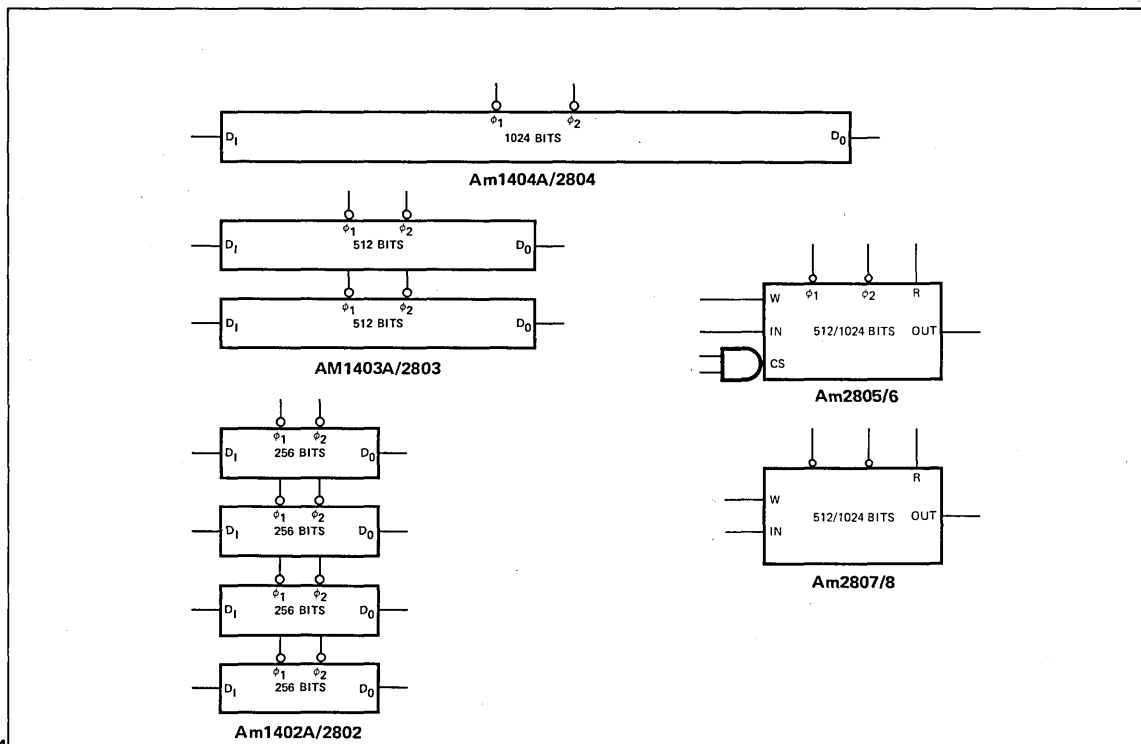 φ1 φ2
DI 1024 BITS D0
Am1404A/2804
φ1 φ2
DI 512 BITS D0
φ1 φ2
DI 512 BITS D0
AM1403A/2803
φ1 φ2
DI 256 BITS D0
φ1 φ2
DI 256 BITS D0
φ1 φ2
DI 256 BITS D0
φ1 φ2
DI 256 BITS D0
Am1402A/2802
W φ1 φ2 R
IN 512/1024 BITS OUT
CS
Am2805/6
R
W
512/1024 BITS OUT
IN
Am2807/8